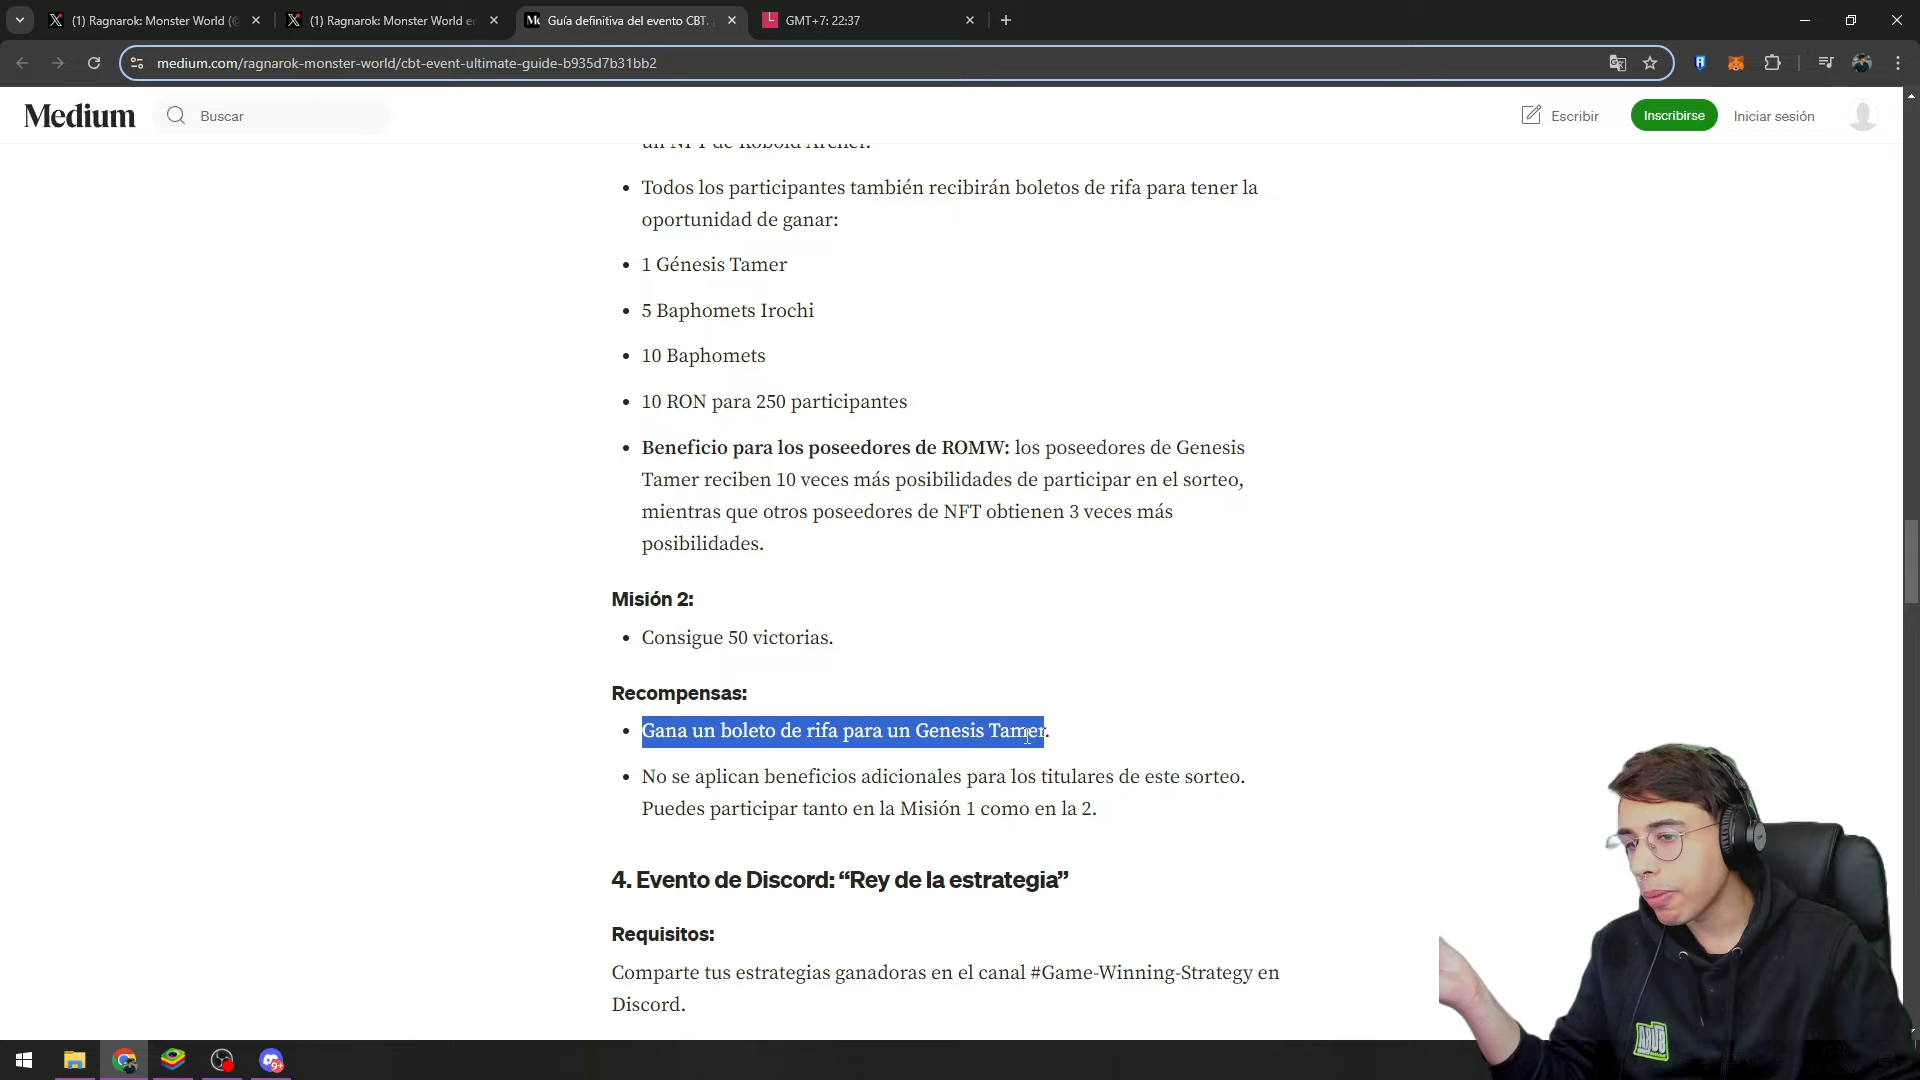 (1) Ragnarok: Monster World (@
(1) Ragnarok: Monster World en
Guía definitiva del evento CBT.
GMT+7: 22:37
medium.com/ragnarok-monster-world/cbt-event-ultimate-guide-b935d7b31bb2
Medium
Buscar
Escribir
Inscribirse
Iniciar sesión
un NFT de Kobold Archer.
• Todos los participantes también recibirán boletos de rifa para tener la
oportunidad de ganar:
• 1 Génesis Tamer
• 5 Baphomets Irochi
• 10 Baphomets
• 10 RON para 250 participantes
• Beneficio para los poseedores de ROMW: los poseedores de Genesis
Tamer reciben 10 veces más posibilidades de participar en el sorteo,
mientras que otros poseedores de NFT obtienen 3 veces más
posibilidades.
Misión 2:
• Consigue 50 victorias.
Recompensas:
• Gana un boleto de rifa para un Genesis Tamer.
• No se aplican beneficios adicionales para los titulares de este sorteo.
Puedes participar tanto en la Misión 1 como en la 2.
4. Evento de Discord: “Rey de la estrategia”
Requisitos:
Comparte tus estrategias ganadoras en el canal #Game-Winning-Strategy en
Discord.
9+